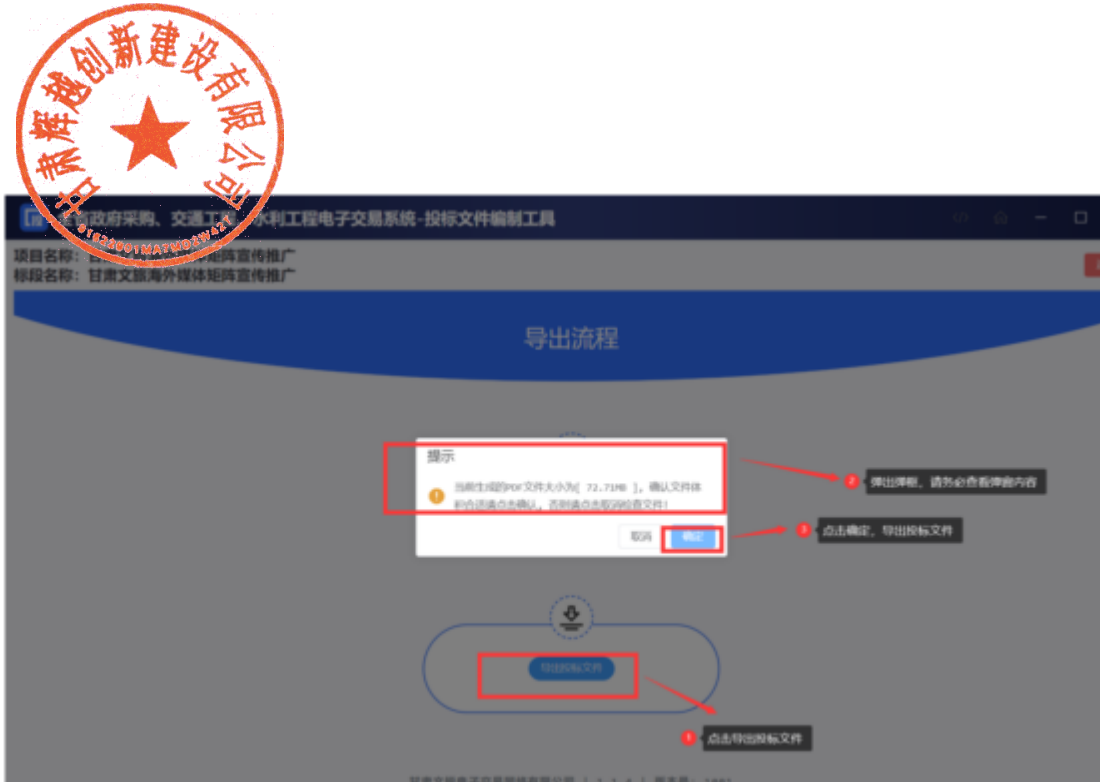 甘肃辉越创新建设有限公司
省政府采购、交通工程、水利工程电子交易系统-投标文件编制工具
项目名称：
宣传推广
标段名称：甘肃文旅海外媒体矩阵宣传推广
导出流程
提示
当前生成的PDF文件大小为[ 72.71MB ]，确认文件体
积合适请点击确认，否则请点击取消检查文件!
取消
确定
2 弹出弹框，请务必查看弹窗内容
3 点击确定，导出投标文件
导出投标文件
1 点击导出投标文件